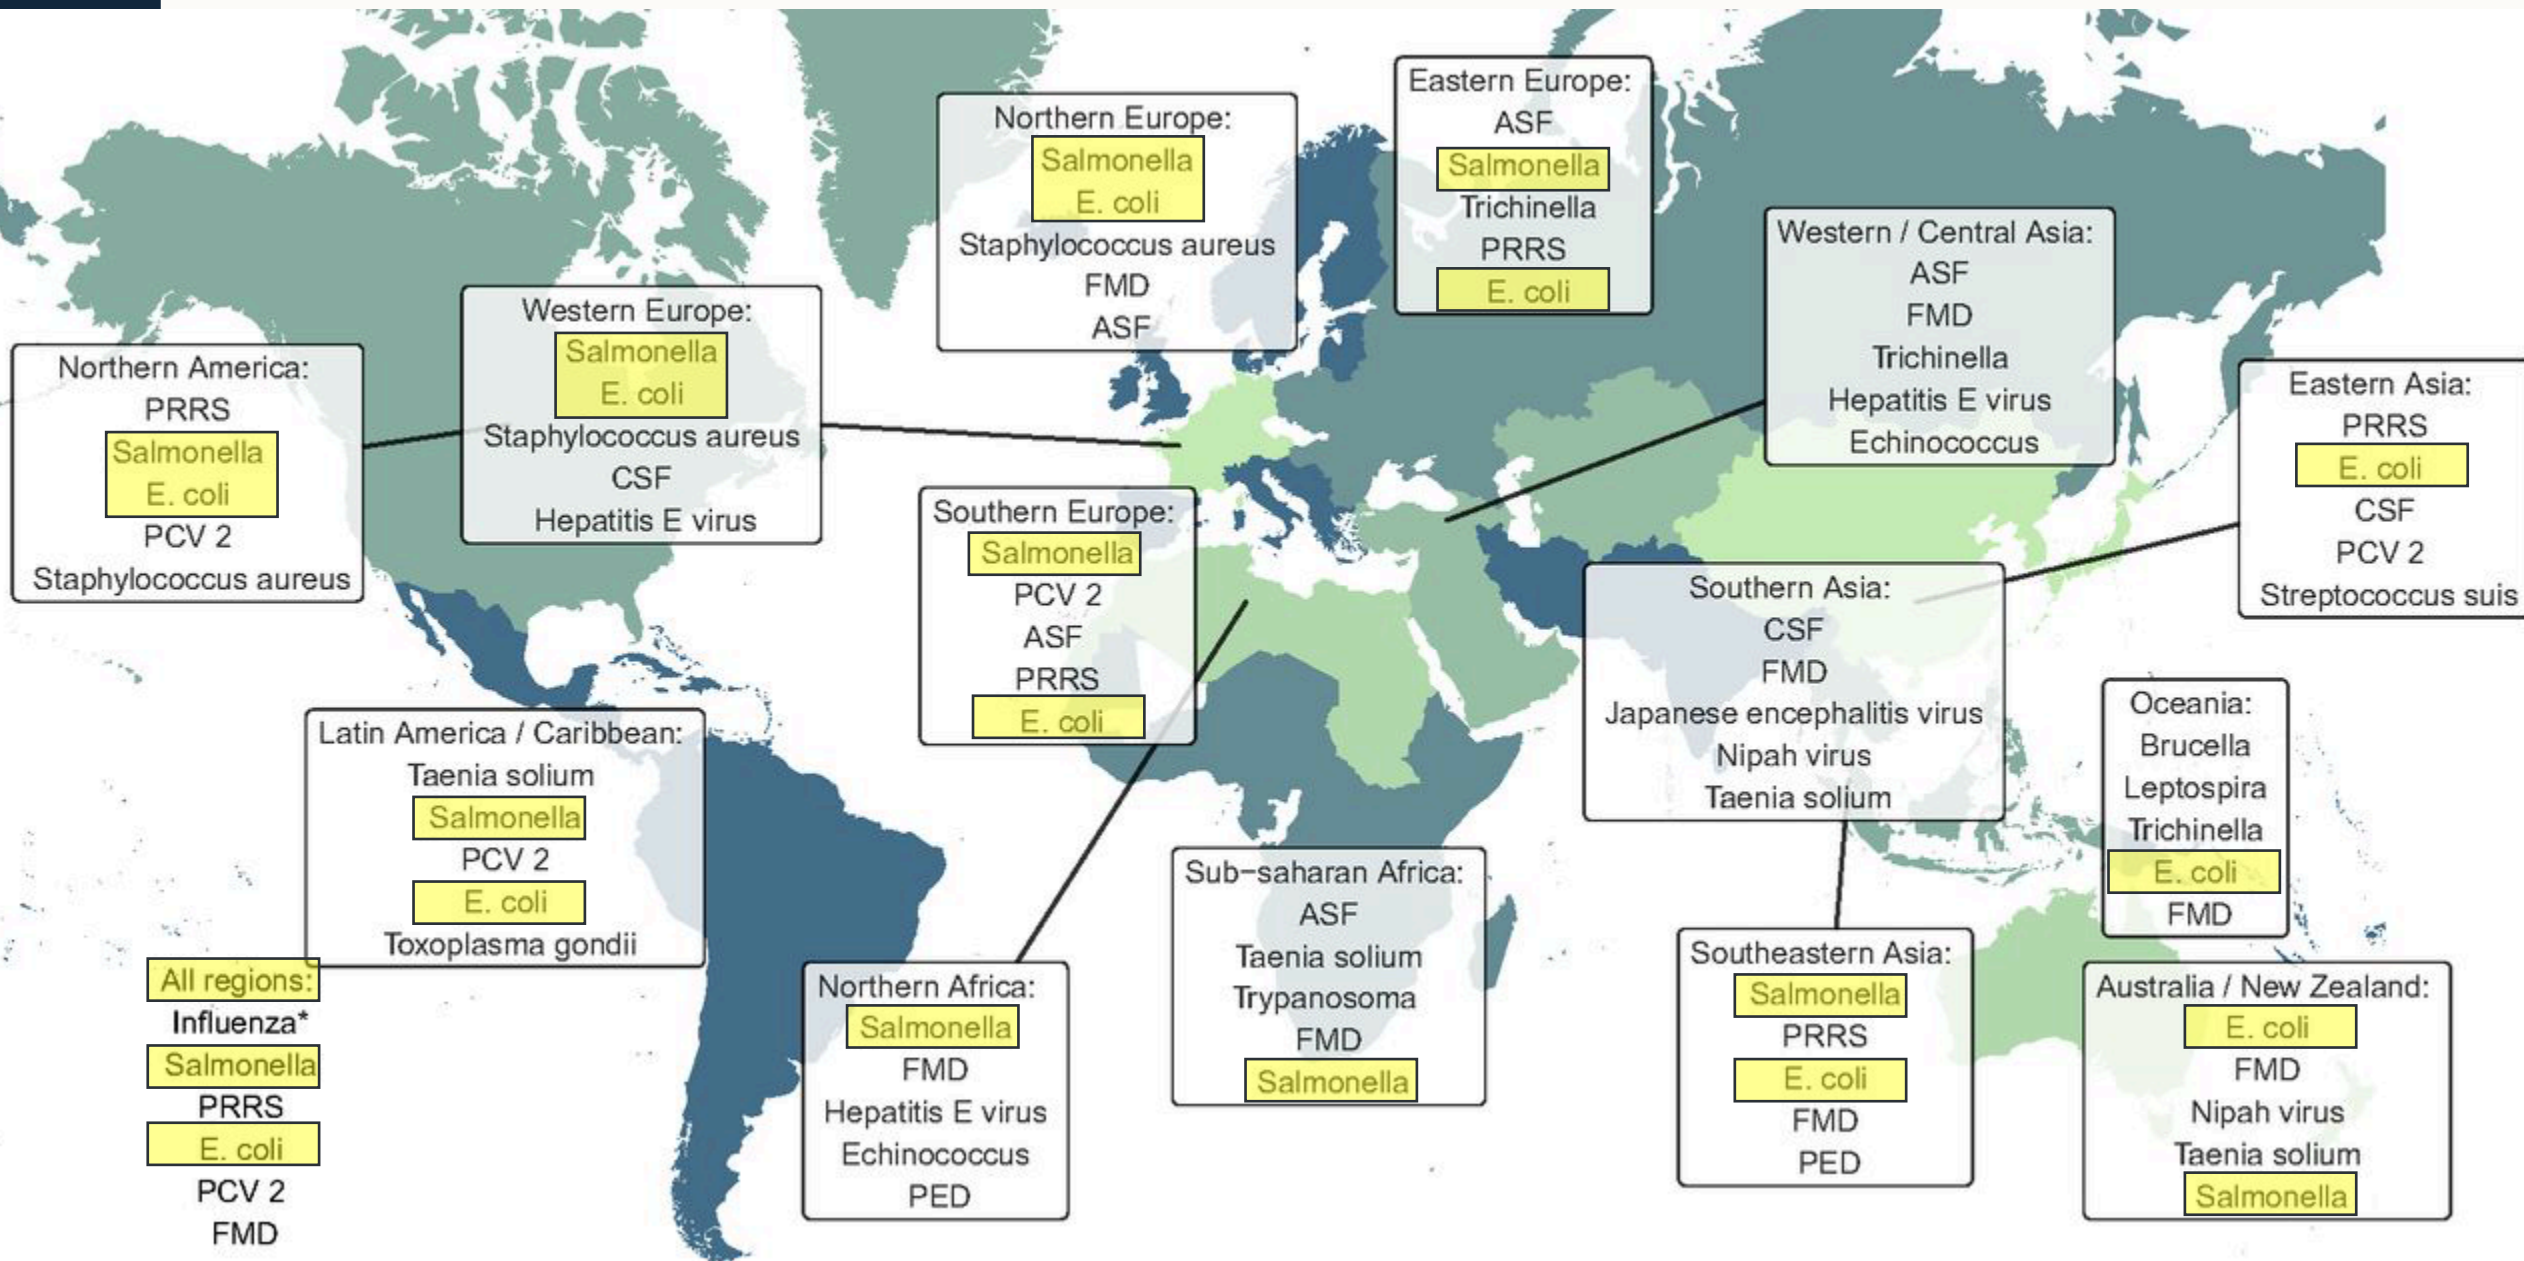 Northern America:
PRRS
Salmonella
E. coli
PCV 2
Staphylococcus aureus
Western Europe:
Salmonella
E. coli
Staphylococcus aureus
CSF
Hepatitis E virus
Northern Europe:
Salmonella
E. coli
Staphylococcus aureus
FMD
ASF
Eastern Europe:
ASF
Salmonella
Trichinella
PRRS
E. coli
Western / Central Asia:
ASF
FMD
Trichinella
Hepatitis E virus
Echinococcus
Eastern Asia:
PRRS
E. coli
CSF
PCV 2
Streptococcus suis
Southern Europe:
Salmonella
PCV 2
ASF
PRRS
E. coli
Southern Asia:
CSF
FMD
Japanese encephalitis virus
Nipah virus
Taenia solium
Latin America / Caribbean:
Taenia solium
Salmonella
PCV 2
E. coli
Toxoplasma gondii
Oceania:
Brucella
Leptospira
Trichinella
E. coli
FMD
All regions:
Influenza*
Salmonella
PRRS
E. coli
PCV 2
FMD
Northern Africa:
Salmonella
FMD
Hepatitis E virus
Echinococcus
PED
Sub-saharan Africa:
ASF
Taenia solium
Trypanosoma
FMD
Salmonella
Southeastern Asia:
Salmonella
PRRS
E. coli
FMD
PED
Australia / New Zealand:
E. coli
FMD
Nipah virus
Taenia solium
Salmonella